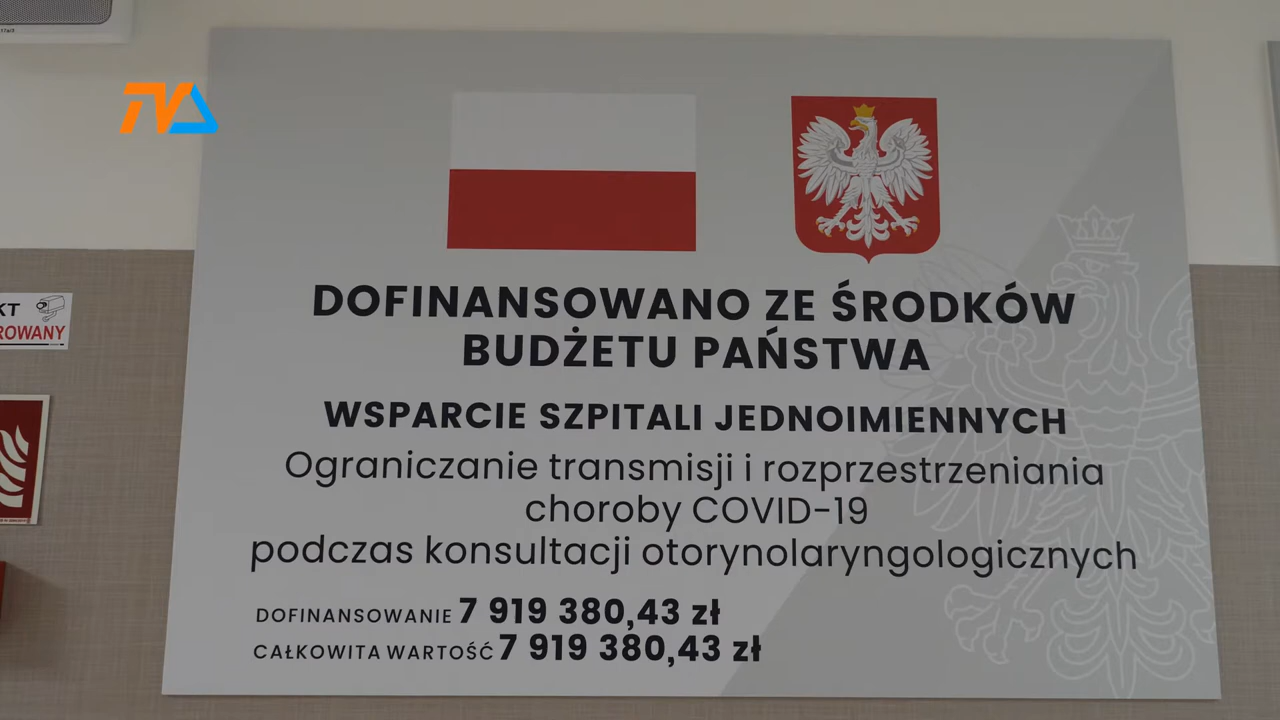 TVA
DOFINANSOWANO ZE ŚRODKÓW
BUDŻETU PAŃSTWA
WSPARCIE SZPITALI JEDNOIMIENNYCH
Ograniczanie transmisji i rozprzestrzeniania
choroby COVID-19
podczas konsultacji otorynolaryngologicznych
DOFINANSOWANIE 7 919 380,43 zł
CAŁKOWITA WARTOŚĆ 7 919 380,43 zł
KT
ROWANY